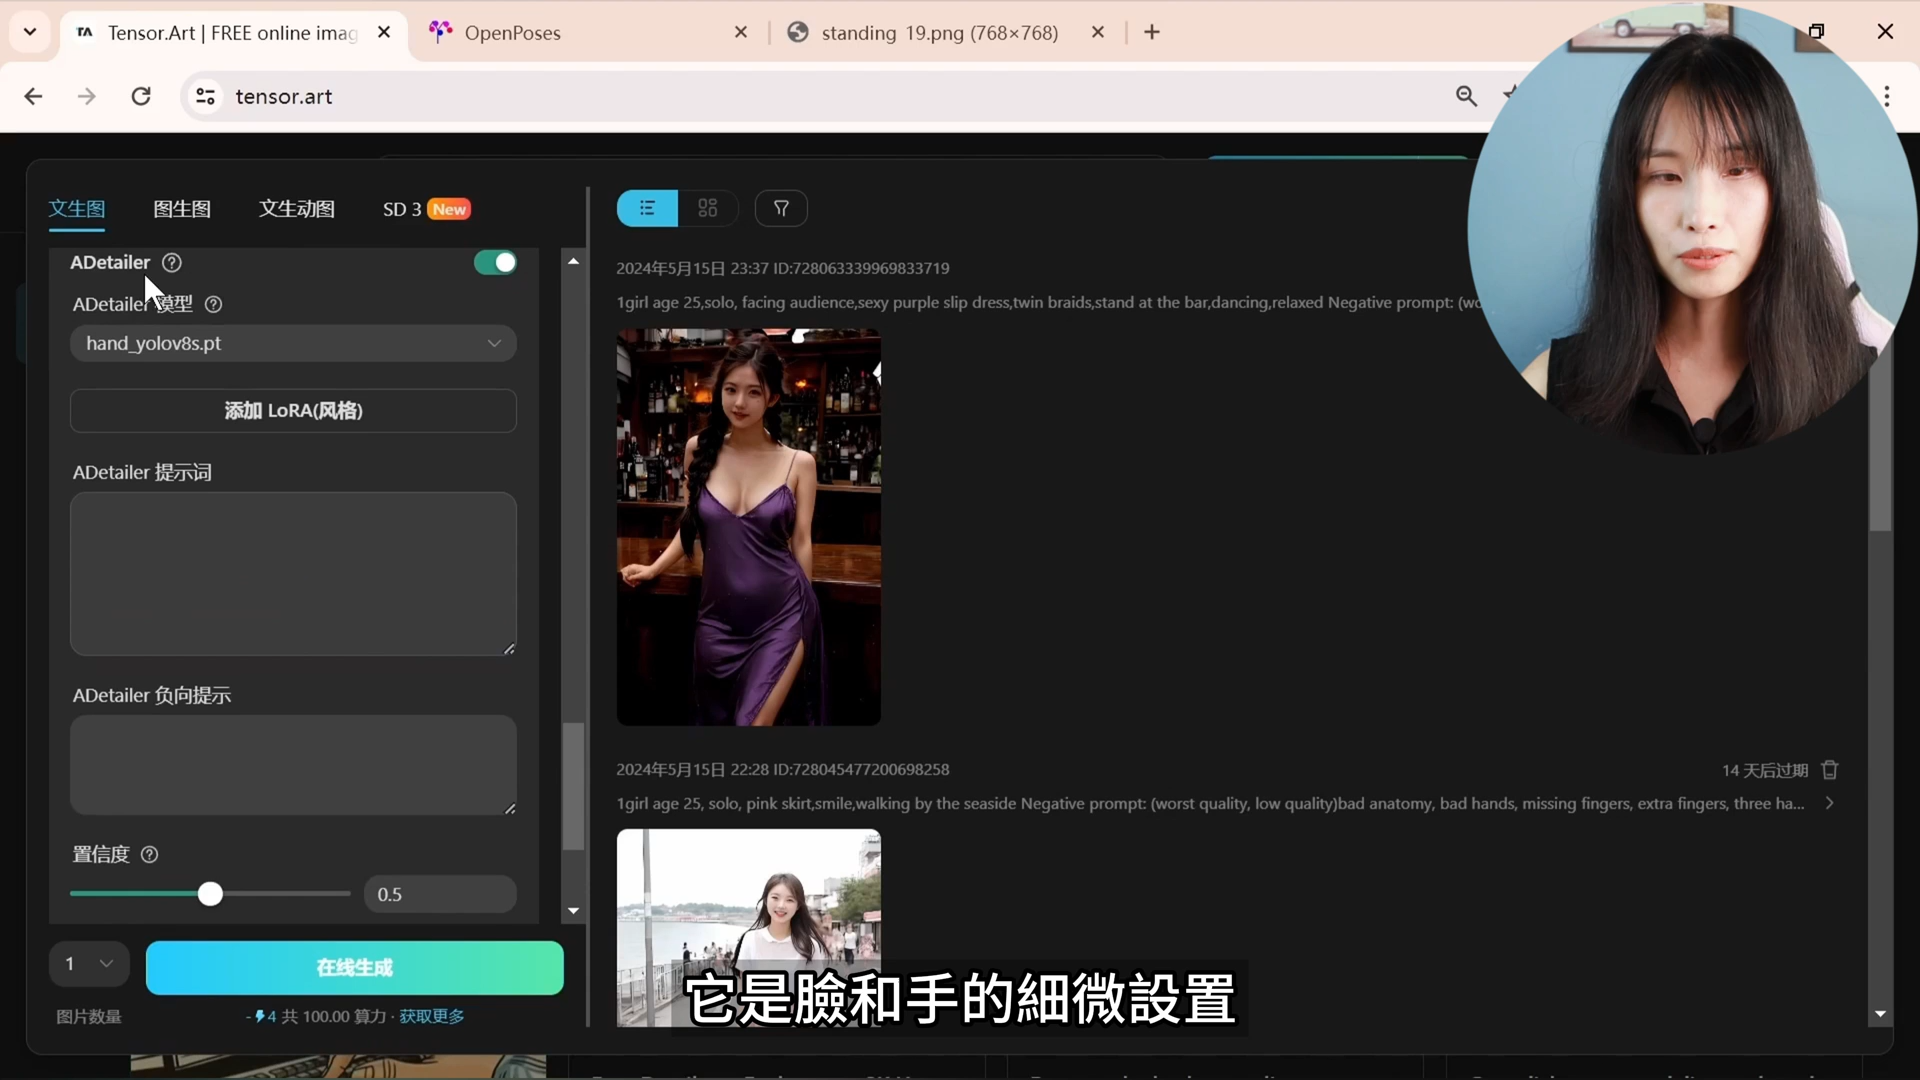 TA Tensor.Art | FREE online imag
OpenPoses
standing 19.png (768×768)
tensor.art
文生图
图生图
文生动图
SD 3 New
ADetailer
ADetailer 模型
hand_yolov8s.pt
添加 LoRA(风格)
ADetailer 提示词
ADetailer 负向提示
置信度
0.5
1
在线生成
图片数量
- 4 共 100.00 算力 · 获取更多
2024年5月15日 23:37 ID:728063339969833719
1girl age 25,solo, facing audience,sexy purple slip dress,twin braids,stand at the bar,dancing,relaxed Negative prompt: (wo
2024年5月15日 22:28 ID:728045477200698258
14 天后过期
1girl age 25, solo, pink skirt,smile,walking by the seaside Negative prompt: (worst quality, low quality)bad anatomy, bad hands, missing fingers, extra fingers, three ha...
它是臉和手的細微設置